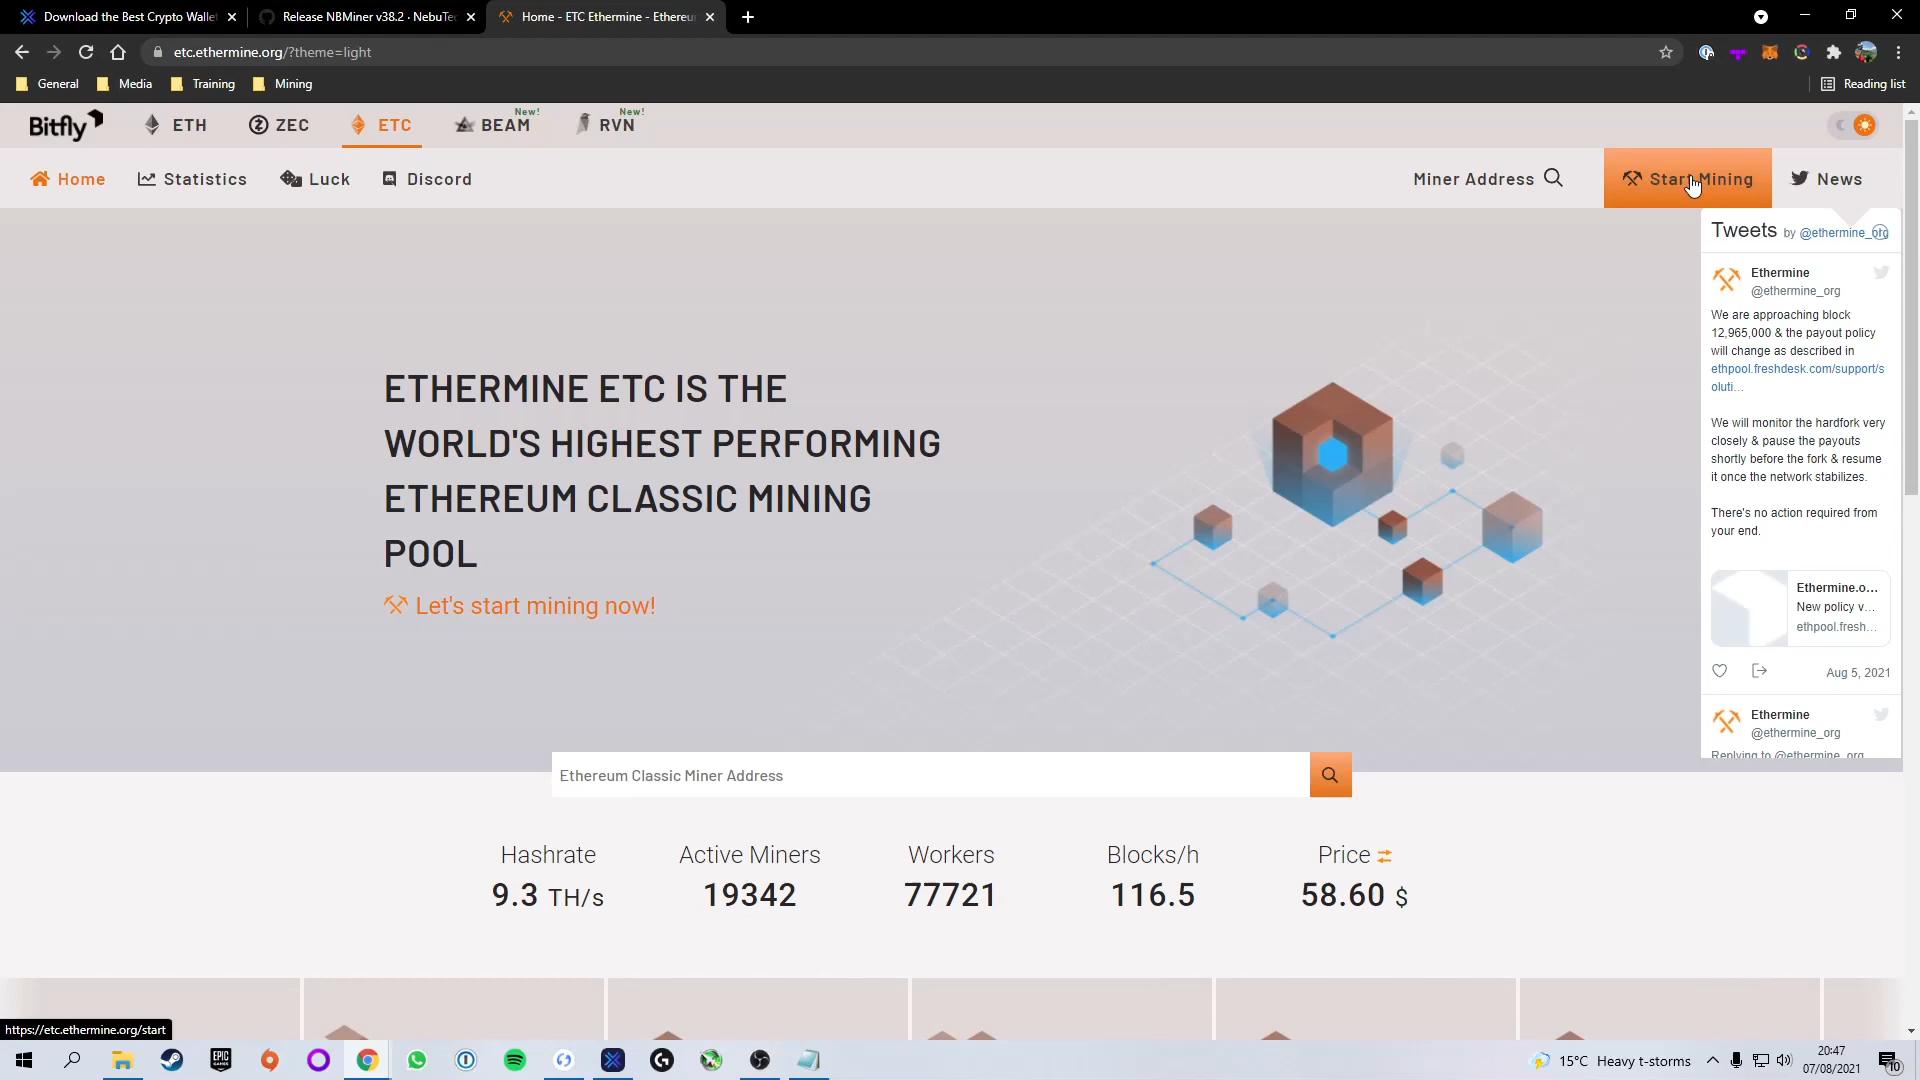 Download the Best Crypto Wallet
Release NBMiner v38.2 · NebuTec
Home - ETC Ethermine - Ethereu
etc.ethermine.org/?theme=light
General
Media
Training
Mining
Reading list
Bitfly
ETH
ZEC
ETC
BEAM
New!
RVN
New!
Home
Statistics
Luck
Discord
Miner Address
Start Mining
News
Tweets by @ethermine_org
Ethermine
@ethermine_org
We are approaching block
12,965,000 & the payout policy
will change as described in
ethpool.freshdesk.com/support/s
oluti…
We will monitor the hardfork very
closely & pause the payouts
shortly before the fork & resume
it once the network stabilizes.
There's no action required from
your end.
Ethermine.o...
New policy v...
ethpool.fresh...
Aug 5, 2021
Ethermine
@ethermine_org
Replying to @ethermine_org
ETHERMINE ETC IS THE
WORLD'S HIGHEST PERFORMING
ETHEREUM CLASSIC MINING
POOL
Let's start mining now!
Ethereum Classic Miner Address
Hashrate
9.3 TH/s
Active Miners
19342
Workers
77721
Blocks/h
116.5
Price
58.60 $
https://etc.ethermine.org/start
EPIC
GAMES
15°C Heavy t-storms
20:47
07/08/2021
10